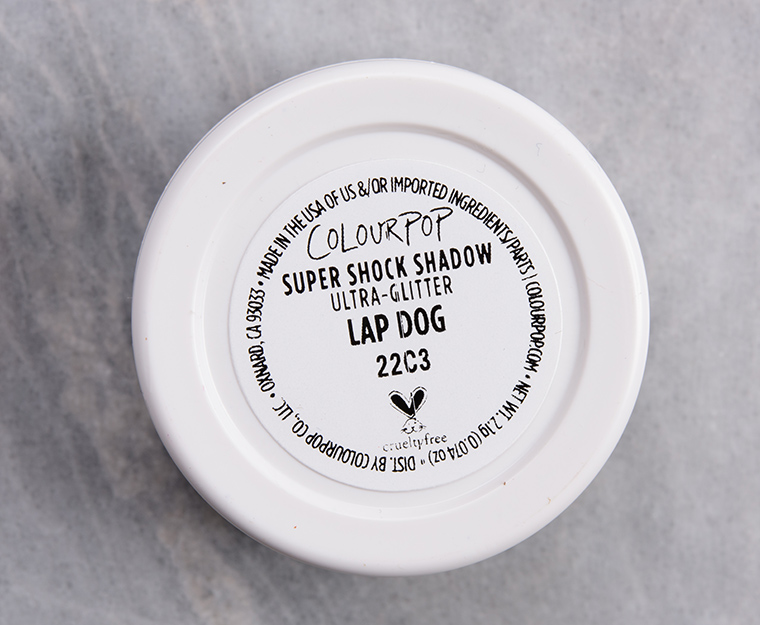 COLOURPOP
SUPER SHOCK SHADOW
ULTRA-GLITTER
LAP DOG
22C3
crueltyfree
MADE IN THE USA OF US &/OR IMPORTED INGREDIENTS/PARTS | COLOURPOP.COM • NET WT. 2.1g (0.074 OZ) " DIST. BY COLOURPOP CO., LLC • OXNARD, CA 93033 •